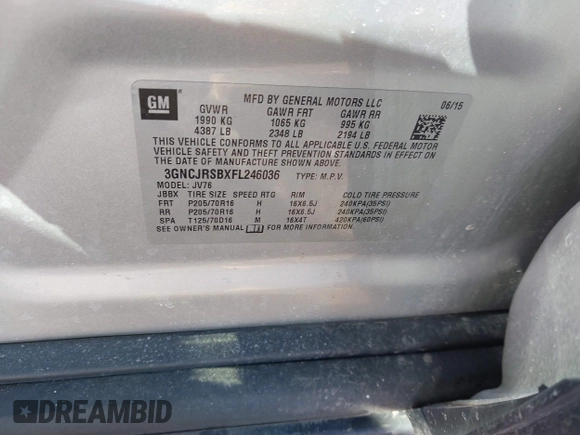 GM
MFD BY GENERAL MOTORS LLC 06/15
GVWR GAWR FRT GAWR RR
1990 KG 1065 KG 995 KG
4387 LB 2348 LB 2194 LB
THIS VEHICLE CONFORMS TO ALL APPLICABLE U.S. FEDERAL MOTOR
VEHICLE SAFETY AND THEFT PREVENTION STANDARDS IN EFFECT ON
THE DATE OF MANUFACTURE SHOWN ABOVE.
3GNCJRSBXFL246036 TYPE: M.P.V.
MODEL: JV76
JBBX TIRE SIZE SPEED RTG RIM COLD TIRE PRESSURE
FRT P205/70R16 H 16X6.5J 240KPA(35PSI)
RR P205/70R16 H 16X6.5J 240KPA(35PSI)
SPA T125/70D16 M 16X4T 420KPA(60PSI)
SEE OWNER'S MANUAL FOR ADDITIONAL INFORMATION.
DREAMBID